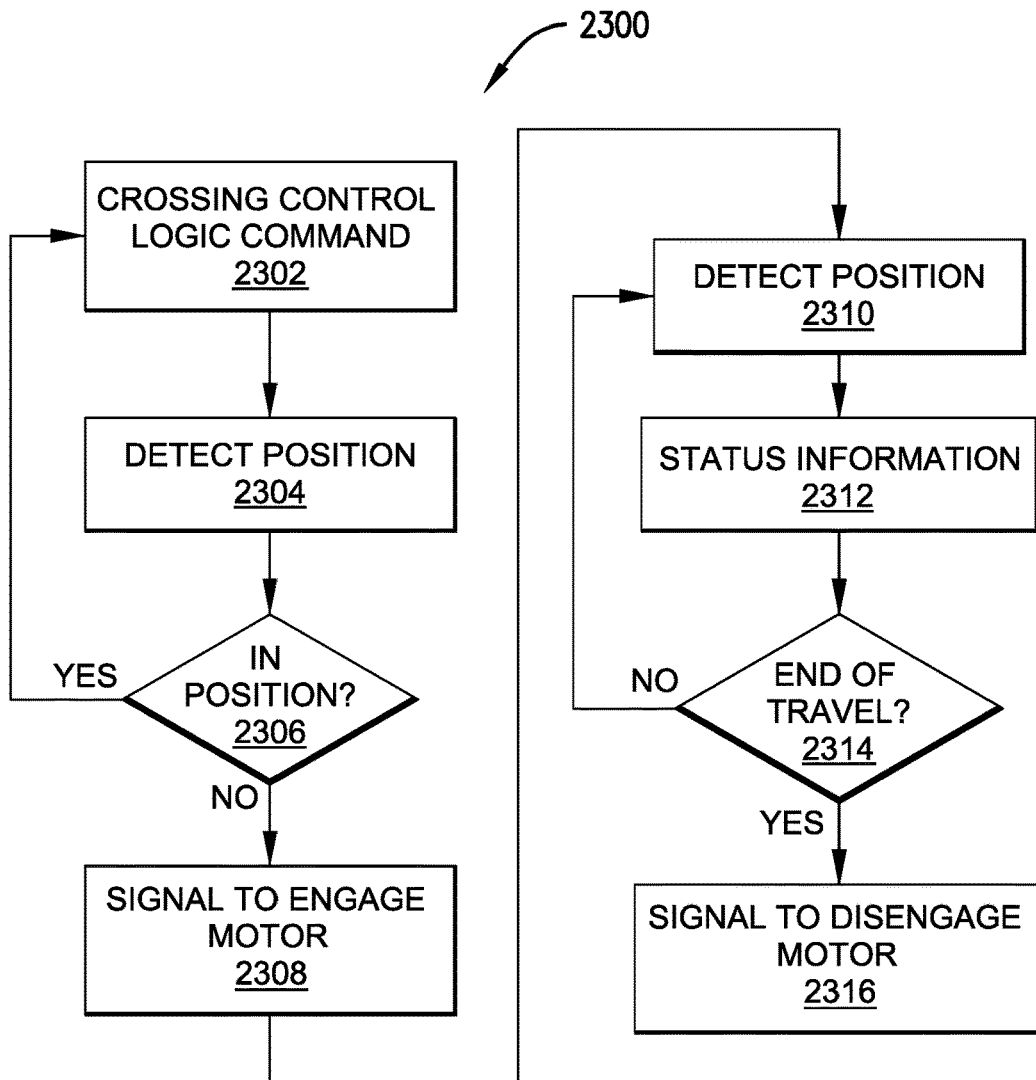 2300
CROSSING CONTROL
LOGIC COMMAND
2302
DETECT POSITION
2304
IN
POSITION?
2306
YES
NO
SIGNAL TO ENGAGE
MOTOR
2308
DETECT POSITION
2310
STATUS INFORMATION
2312
END OF
TRAVEL?
2314
NO
YES
SIGNAL TO DISENGAGE
MOTOR
2316